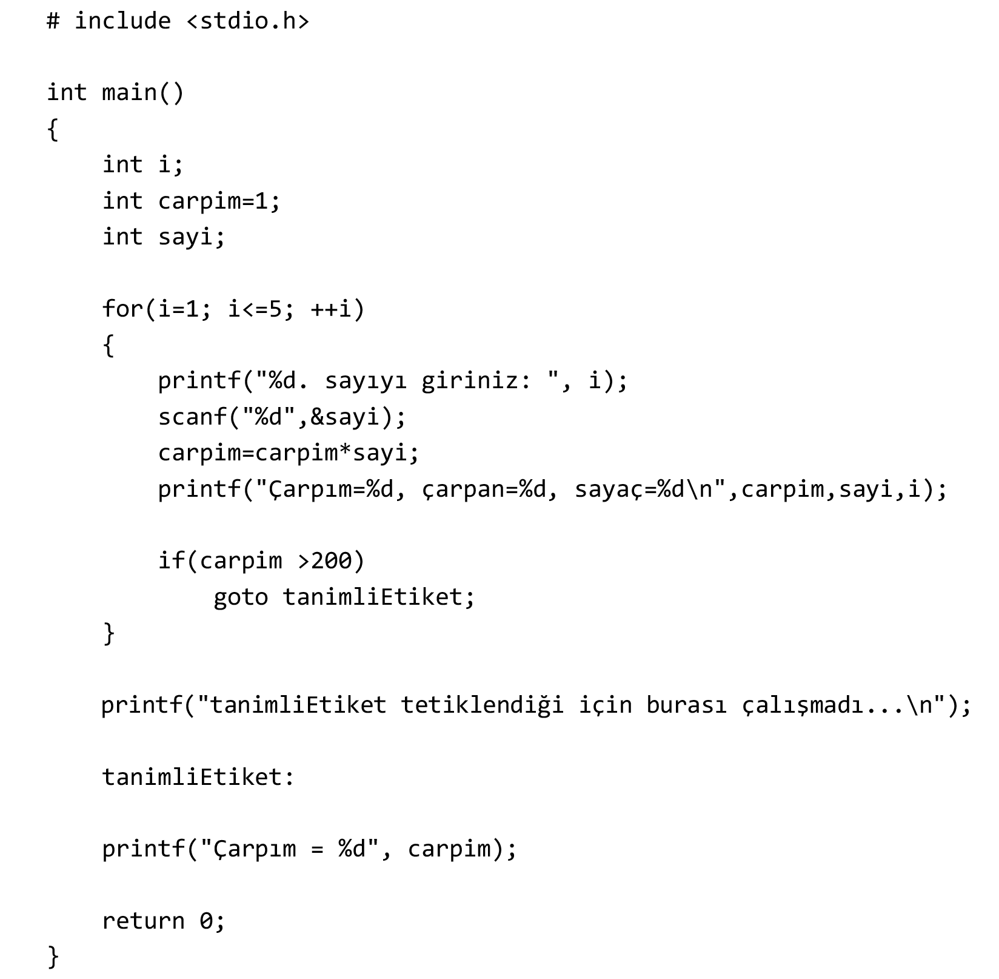 # include <stdio.h>
int main()
{
    int i;
    int carpim=1;
    int sayi;
    for(i=1; i<=5; ++i)
    {
        printf("%d. sayıyı giriniz: ", i);
        scanf("%d",&sayi);
        carpim=carpim*sayi;
        printf("Çarpım=%d, çarpan=%d, sayaç=%d\n",carpim,sayi,i);
        if(carpim >200)
            goto tanimliEtiket;
    }
    printf("tanimliEtiket tetiklendiği için burası çalışmadı...\n");
    tanimliEtiket:
    printf("Çarpım = %d", carpim);
    return 0;
}